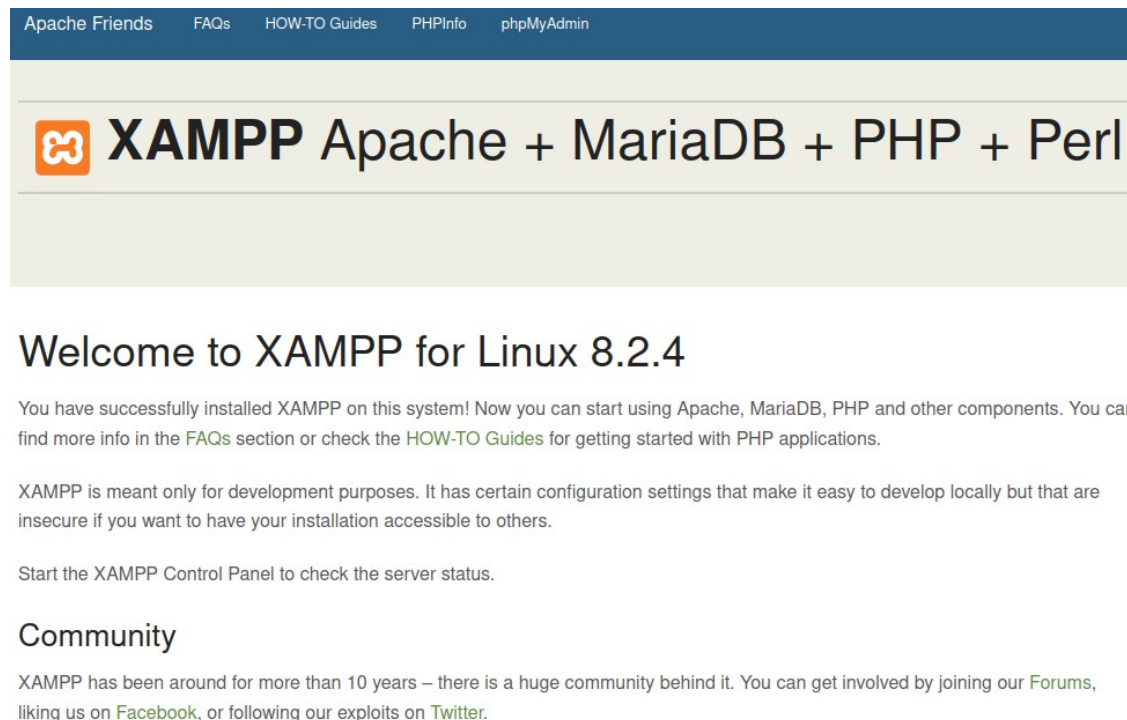 Apache Friends FAQs HOW-TO Guides PHPInfo phpMyAdmin
XAMPP Apache + MariaDB + PHP + Perl
Welcome to XAMPP for Linux 8.2.4
You have successfully installed XAMPP on this system! Now you can start using Apache, MariaDB, PHP and other components. You can
find more info in the FAQs section or check the HOW-TO Guides for getting started with PHP applications.
XAMPP is meant only for development purposes. It has certain configuration settings that make it easy to develop locally but that are
insecure if you want to have your installation accessible to others.
Start the XAMPP Control Panel to check the server status.
Community
XAMPP has been around for more than 10 years – there is a huge community behind it. You can get involved by joining our Forums,
liking us on Facebook, or following our exploits on Twitter.